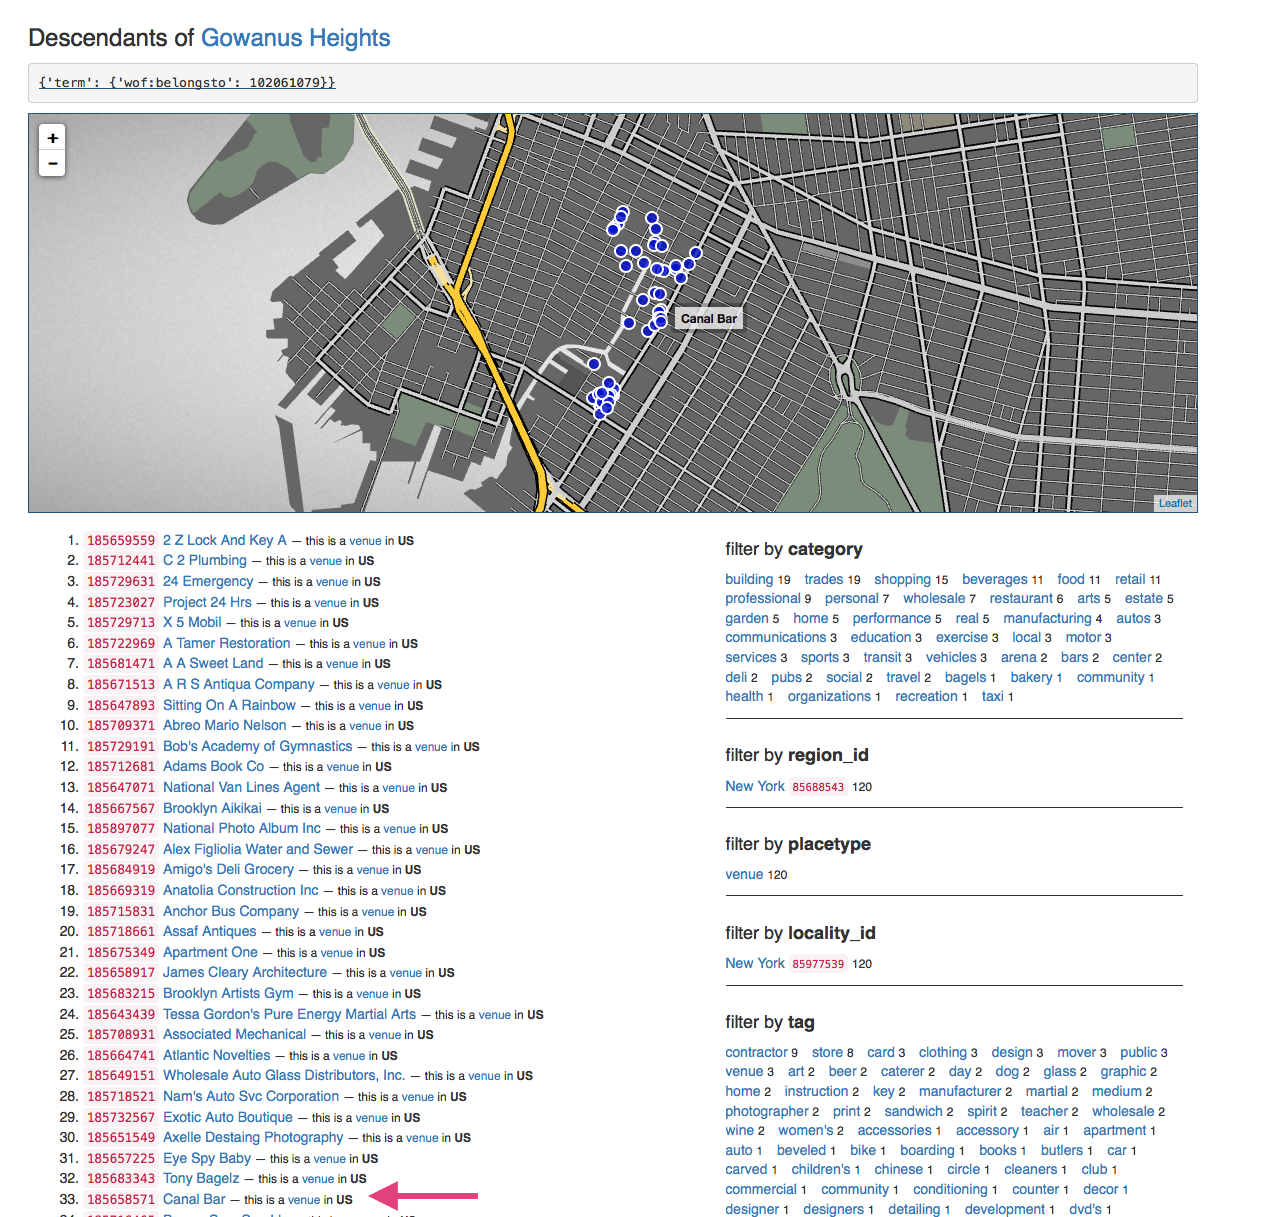 Descendants of Gowanus Heights
{'term': {'wof:belongsto': 102061079}}
+
−
Canal Bar
Leaflet
1. 185659559 2 Z Lock And Key A — this is a venue in US
2. 185712441 C 2 Plumbing — this is a venue in US
3. 185729631 24 Emergency — this is a venue in US
4. 185723027 Project 24 Hrs — this is a venue in US
5. 185729713 X 5 Mobil — this is a venue in US
6. 185722969 A Tamer Restoration — this is a venue in US
7. 185681471 A A Sweet Land — this is a venue in US
8. 185671513 A R S Antiqua Company — this is a venue in US
9. 185647893 Sitting On A Rainbow — this is a venue in US
10. 185709371 Abreo Mario Nelson — this is a venue in US
11. 185729191 Bob's Academy of Gymnastics — this is a venue in US
12. 185712681 Adams Book Co — this is a venue in US
13. 185647071 National Van Lines Agent — this is a venue in US
14. 185667567 Brooklyn Aikikai — this is a venue in US
15. 185897077 National Photo Album Inc — this is a venue in US
16. 185679247 Alex Figliolia Water and Sewer — this is a venue in US
17. 185684919 Amigo's Deli Grocery — this is a venue in US
18. 185669319 Anatolia Construction Inc — this is a venue in US
19. 185715831 Anchor Bus Company — this is a venue in US
20. 185718661 Assaf Antiques — this is a venue in US
21. 185675349 Apartment One — this is a venue in US
22. 185658917 James Cleary Architecture — this is a venue in US
23. 185683215 Brooklyn Artists Gym — this is a venue in US
24. 185643439 Tessa Gordon's Pure Energy Martial Arts — this is a venue in US
25. 185708931 Associated Mechanical — this is a venue in US
26. 185664741 Atlantic Novelties — this is a venue in US
27. 185649151 Wholesale Auto Glass Distributors, Inc. — this is a venue in US
28. 185718521 Nam's Auto Svc Corporation — this is a venue in US
29. 185732567 Exotic Auto Boutique — this is a venue in US
30. 185651549 Axelle Destaing Photography — this is a venue in US
31. 185657225 Eye Spy Baby — this is a venue in US
32. 185683343 Tony Bagelz — this is a venue in US
33. 185658571 Canal Bar — this is a venue in US
filter by category
building 19 trades 19 shopping 15 beverages 11 food 11 retail 11
professional 9 personal 7 wholesale 7 restaurant 6 arts 5 estate 5
garden 5 home 5 performance 5 real 5 manufacturing 4 autos 3
communications 3 education 3 exercise 3 local 3 motor 3
services 3 sports 3 transit 3 vehicles 3 arena 2 bars 2 center 2
deli 2 pubs 2 social 2 travel 2 bagels 1 bakery 1 community 1
health 1 organizations 1 recreation 1 taxi 1
filter by region_id
New York 85688543 120
filter by placetype
venue 120
filter by locality_id
New York 85977539 120
filter by tag
contractor 9 store 8 card 3 clothing 3 design 3 mover 3 public 3
venue 3 art 2 beer 2 caterer 2 day 2 dog 2 glass 2 graphic 2
home 2 instruction 2 key 2 manufacturer 2 martial 2 medium 2
photographer 2 print 2 sandwich 2 spirit 2 teacher 2 wholesale 2
wine 2 women's 2 accessories 1 accessory 1 air 1 apartment 1
auto 1 beveled 1 bike 1 boarding 1 books 1 butlers 1 car 1
carved 1 children's 1 chinese 1 circle 1 cleaners 1 club 1
commercial 1 community 1 conditioning 1 counter 1 decor 1
designer 1 designers 1 detailing 1 development 1 dvd's 1